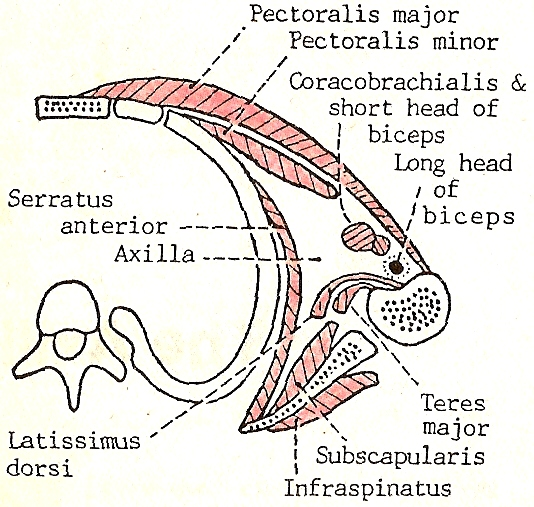 Pectoralis major
Pectoralis minor
Coracobrachialis &
short head of
biceps
Long head
of
biceps
Serratus
anterior
Axilla
Teres
major
Latissimus
dorsi
Subscapularis
Infraspinatus